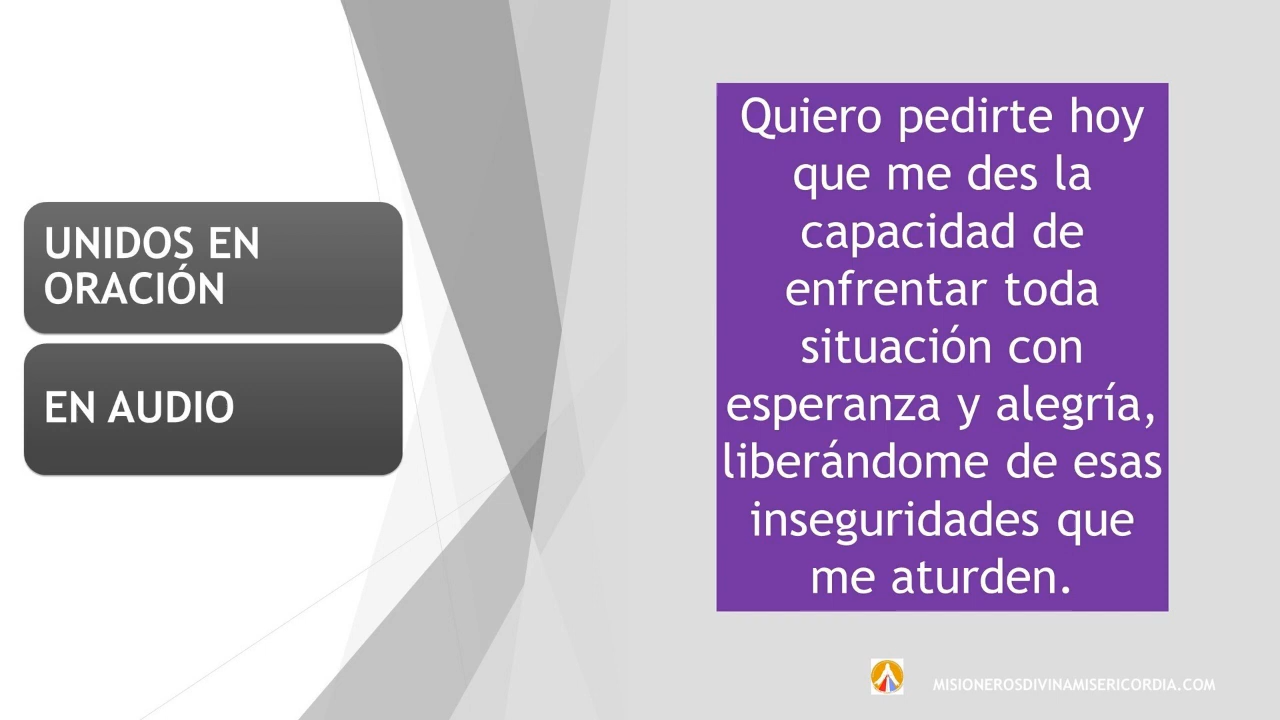 UNIDOS EN
ORACIÓN
EN AUDIO
Quiero pedirte hoy
que me des la
capacidad de
enfrentar toda
situación con
esperanza y alegría,
liberándome de esas
inseguridades que
me aturden.
MISIONEROSDIVINAMISERICORDIA.COM